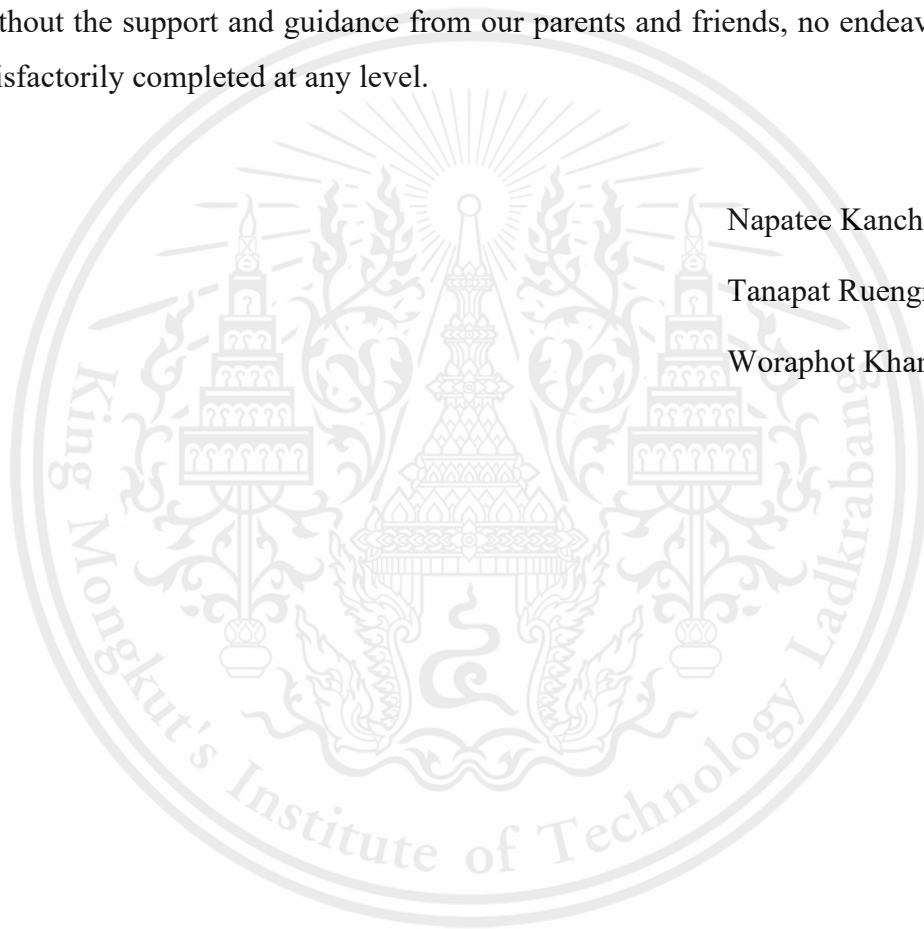 thout the support and guidance from our parents and friends, no endeav
isfactorily completed at any level.
Napatee Kanch
Tanapat Rueng
Woraphot Khan
King Mongkut's Institute of Technology Ladkrabang